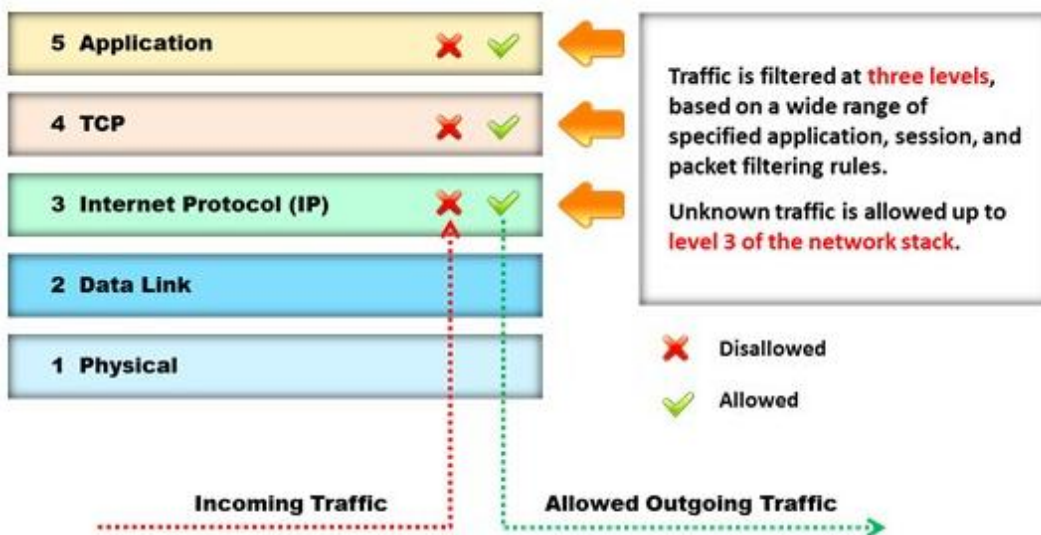 5 Application
4 TCP
3 Internet Protocol (IP)
2 Data Link
1 Physical
Traffic is filtered at three levels,
based on a wide range of
specified application, session, and
packet filtering rules.
Unknown traffic is allowed up to
level 3 of the network stack.
Disallowed
Allowed
Incoming Traffic
Allowed Outgoing Traffic